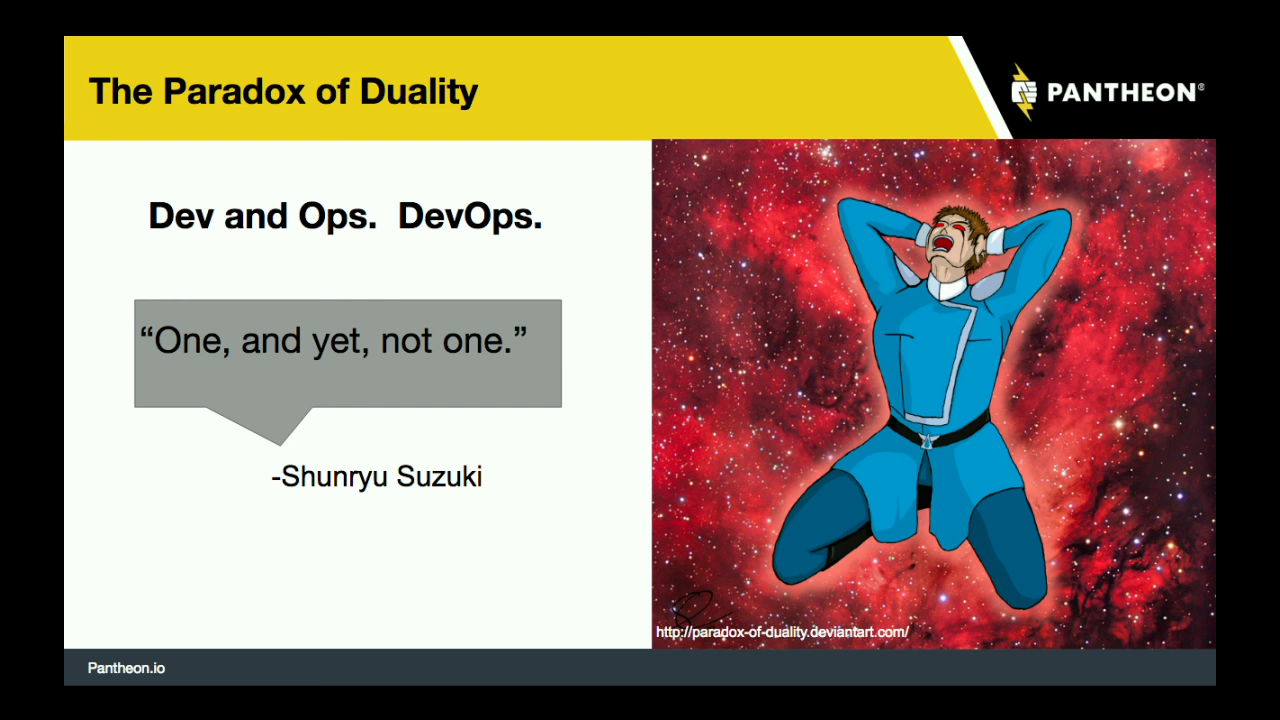 The Paradox of Duality
PANTHEON®
Dev and Ops.  DevOps.
“One, and yet, not one.”
-Shunryu Suzuki
http://paradox-of-duality.deviantart.com/
Pantheon.io